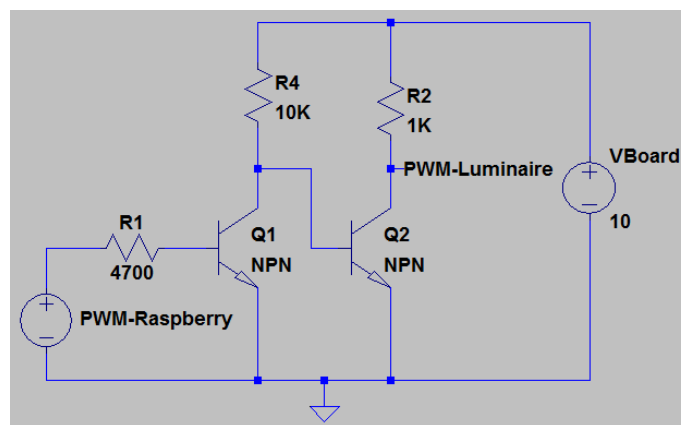 R4
10K
R2
1K
PWM-Luminaire
VBoard
10
R1
4700
Q1
NPN
Q2
NPN
PWM-Raspberry